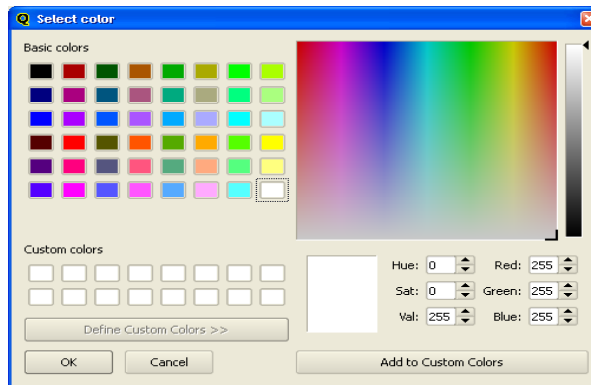 Select color
Basic colors
Custom colors
Define Custom Colors >>
OK Cancel
Hue: 0 Red: 255
Sat: 0 Green: 255
Val: 255 Blue: 255
Add to Custom Colors